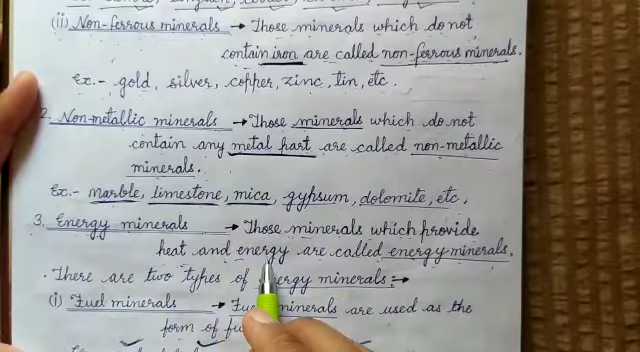 (ii) Non-ferrous minerals → Those minerals which do not
contain iron are called non-ferrous minerals.
Ex.- gold, silver, copper, zinc, tin, etc.
2. Non-metallic minerals → Those minerals which do not
contain any metal part are called non-metallic
minerals.
Ex.- marble, limestone, mica, gypsum, dolomite, etc.
3. Energy minerals → Those minerals which provide
heat and energy are called energy minerals.
There are two types of energy minerals:→
(i) Fuel minerals → minerals are used as the
form of